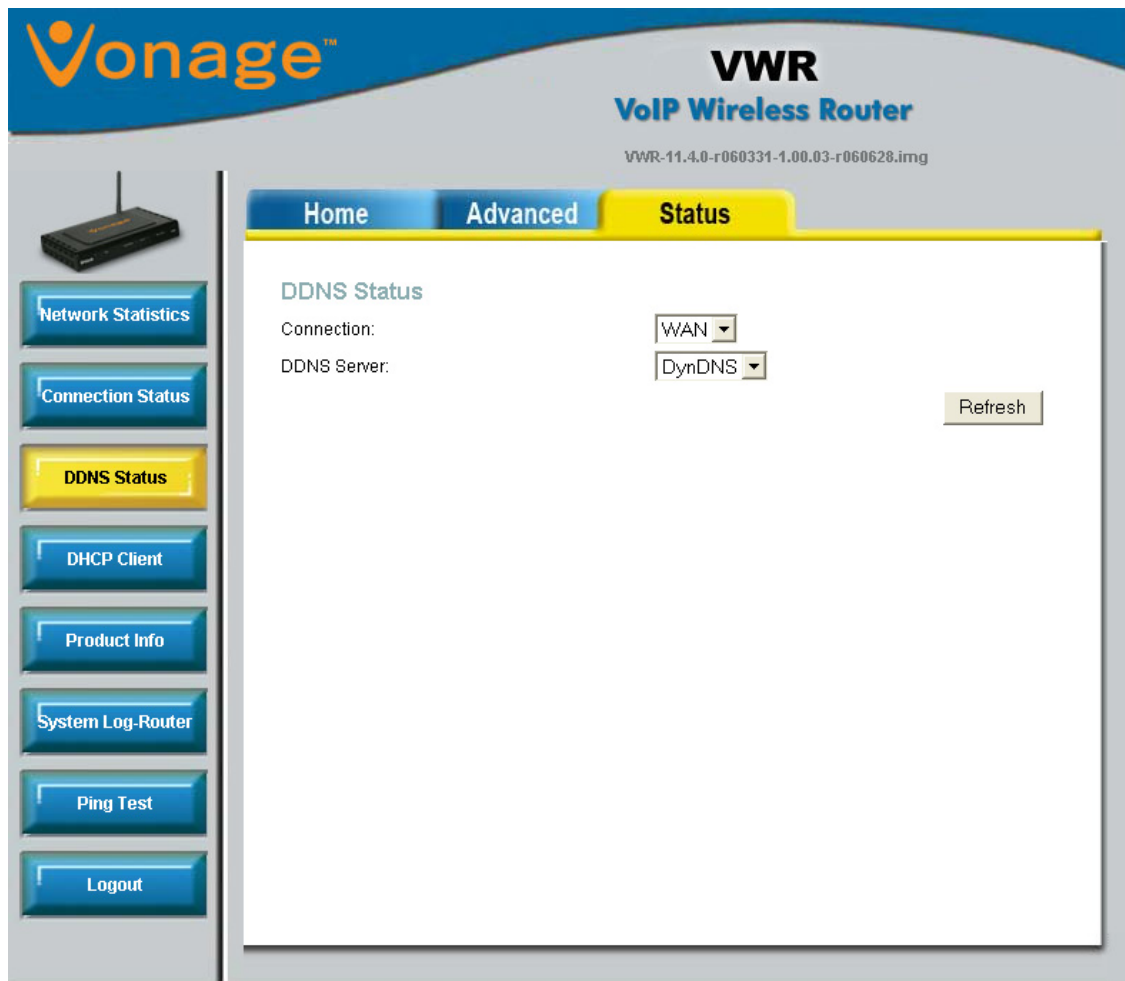 Vonage™
VWR
VoIP Wireless Router
VWR-11.4.0-r060331-1.00.03-r060628.img
Home Advanced Status
Network Statistics
Connection Status
DDNS Status
DHCP Client
Product Info
System Log-Router
Ping Test
Logout
DDNS Status
Connection: WAN
DDNS Server: DynDNS
Refresh